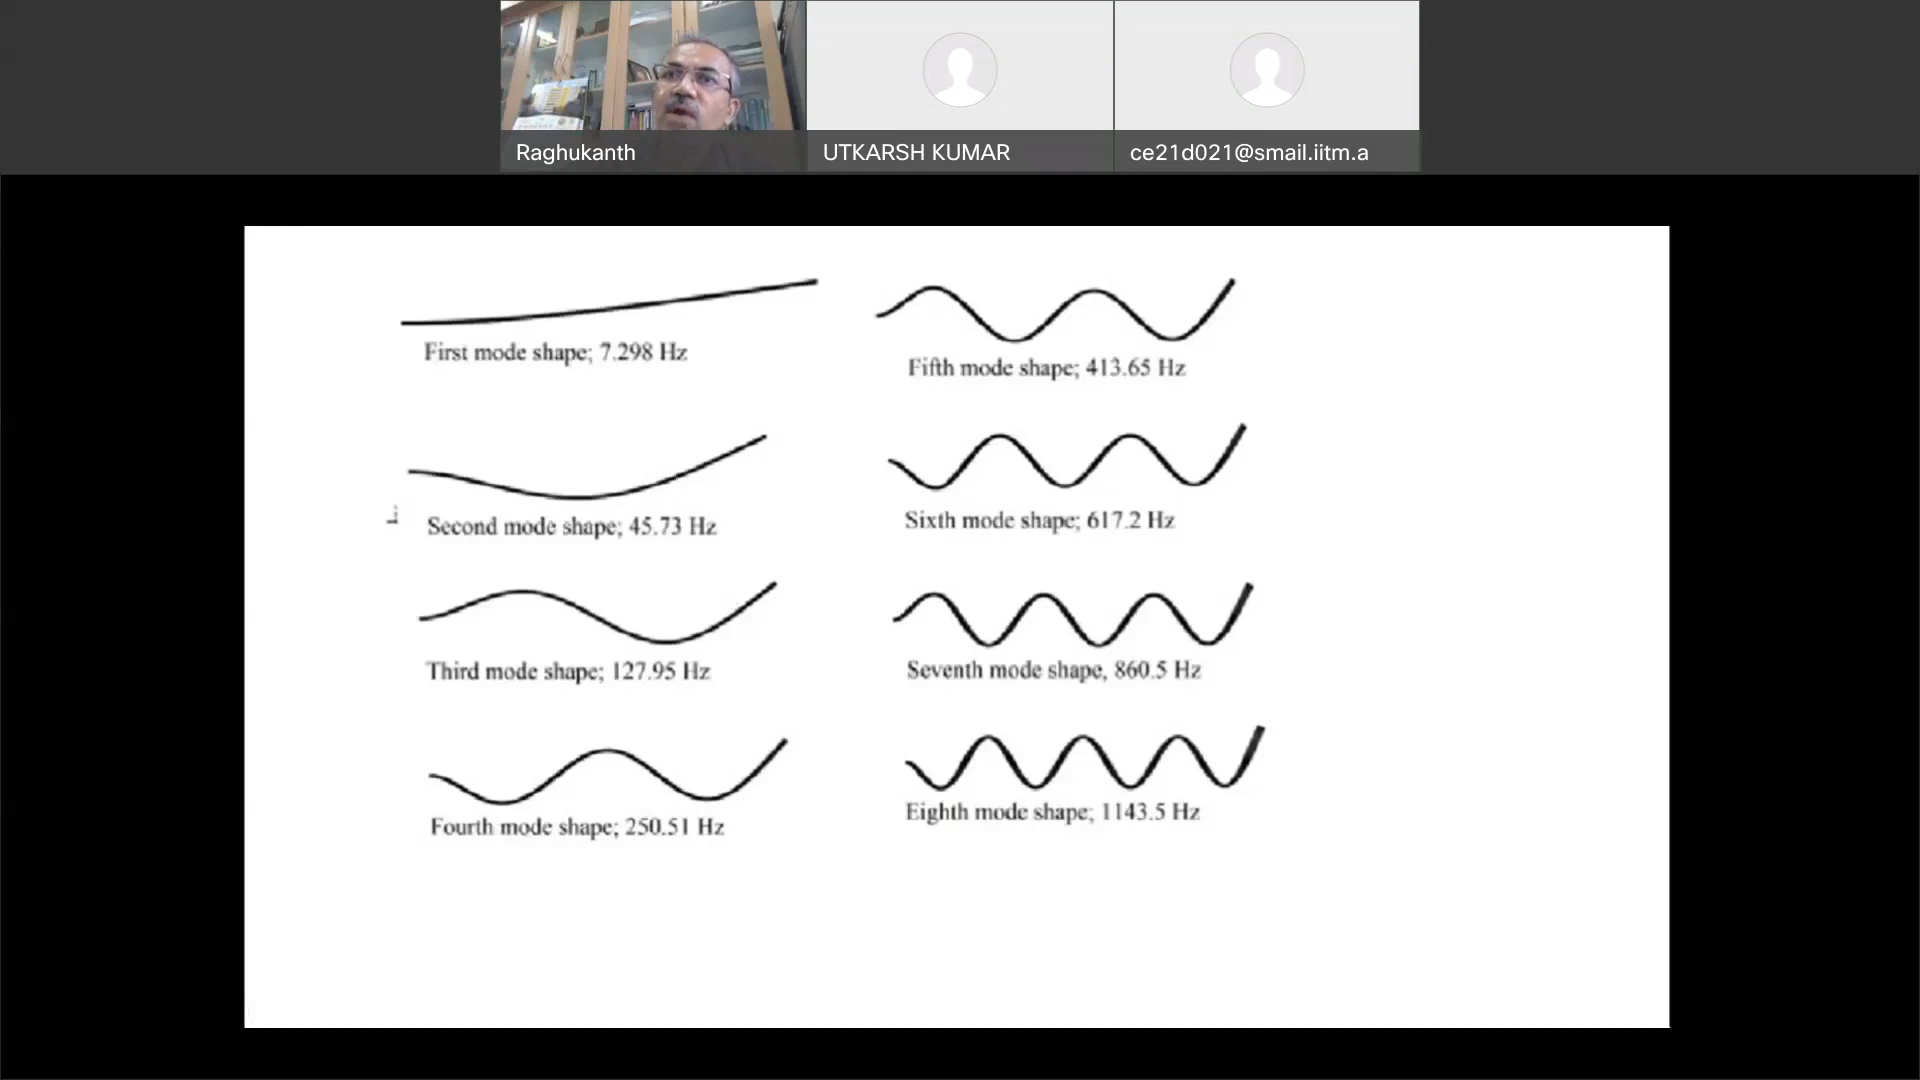 Raghukanth
UTKARSH KUMAR
ce21d021@smail.iitm.a
First mode shape; 7.298 Hz
Second mode shape; 45.73 Hz
Third mode shape; 127.95 Hz
Fourth mode shape; 250.51 Hz
Fifth mode shape; 413.65 Hz
Sixth mode shape; 617.2 Hz
Seventh mode shape, 860.5 Hz
Eighth mode shape; 1143.5 Hz